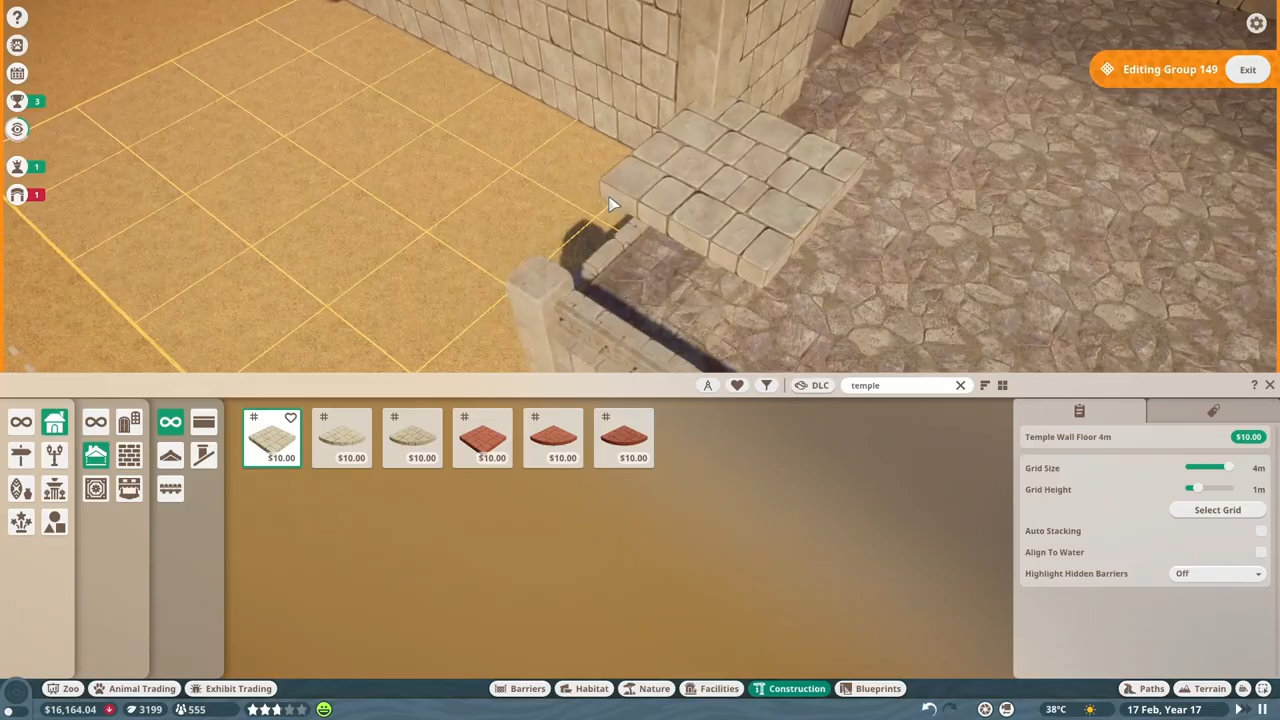 ?
Editing Group 149
Exit
3
1
1
DLC
temple
?
$10.00
$10.00
$10.00
$10.00
$10.00
$10.00
Temple Wall Floor 4m
$10.00
Grid Size
4m
Grid Height
1m
Select Grid
Auto Stacking
Align To Water
Highlight Hidden Barriers
Off
Zoo
Animal Trading
Exhibit Trading
Barriers
Habitat
Nature
Facilities
Construction
Blueprints
Paths
Terrain
$16,164.04
3199
555
38°C
17 Feb, Year 17